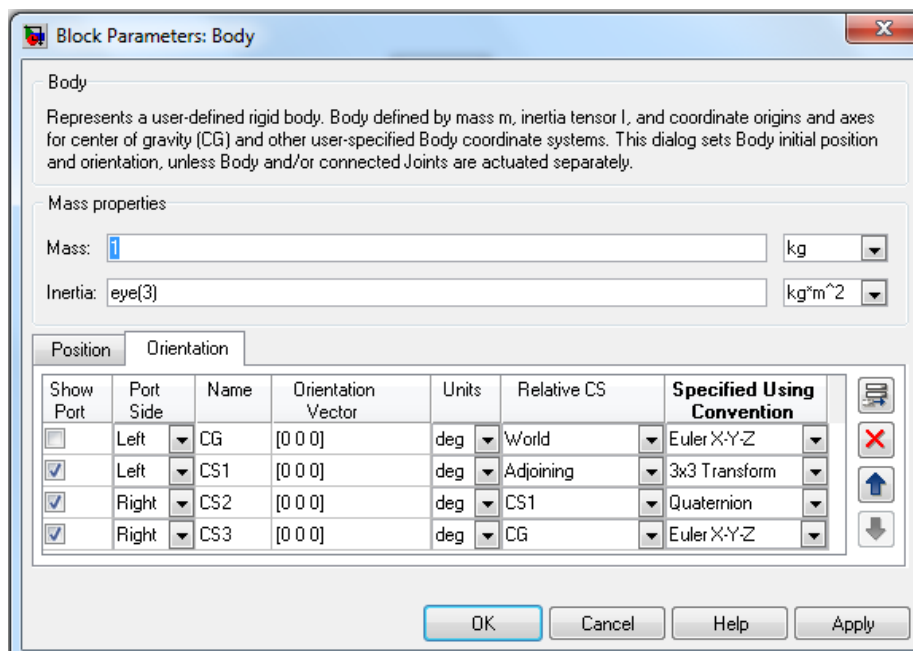 Block Parameters: Body
Body
Represents a user-defined rigid body. Body defined by mass m, inertia tensor I, and coordinate origins and axes
for center of gravity (CG) and other user-specified Body coordinate systems. This dialog sets Body initial position
and orientation, unless Body and/or connected Joints are actuated separately.
Mass properties
Mass: 1 kg
Inertia: eye(3) kg*m^2
Position Orientation
Show Port Port Side Name Orientation Vector Units Relative CS Specified Using Convention
Left CG [0 0 0] deg World Euler X-Y-Z
Left CS1 [0 0 0] deg Adjoining 3x3 Transform
Right CS2 [0 0 0] deg CS1 Quaternion
Right CS3 [0 0 0] deg CG Euler X-Y-Z
OK Cancel Help Apply